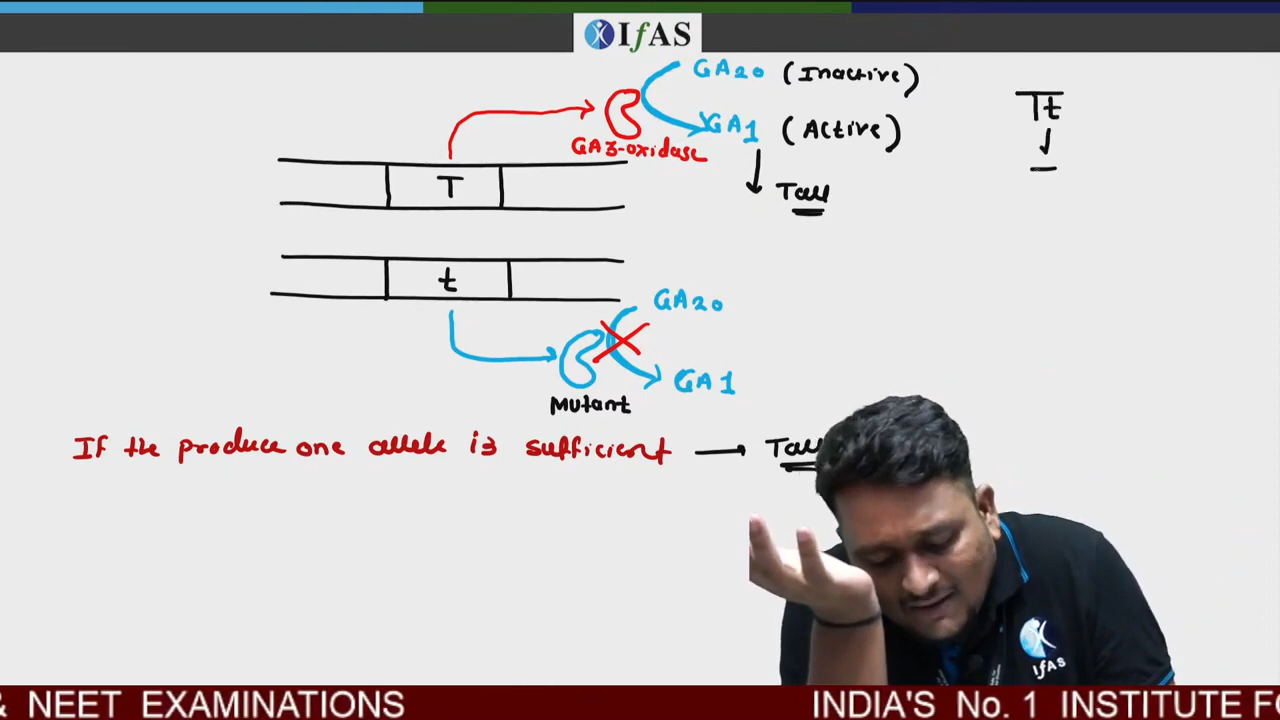 IfAS
GA20 (Inactive)
GA1 (Active)
GA3-oxidase
Tall
Tt
T
t
GA20
GA1
Mutant
If the produce one allele is sufficient → Tall
IfAS
& NEET EXAMINATIONS
INDIA'S No. 1 INSTITUTE FO